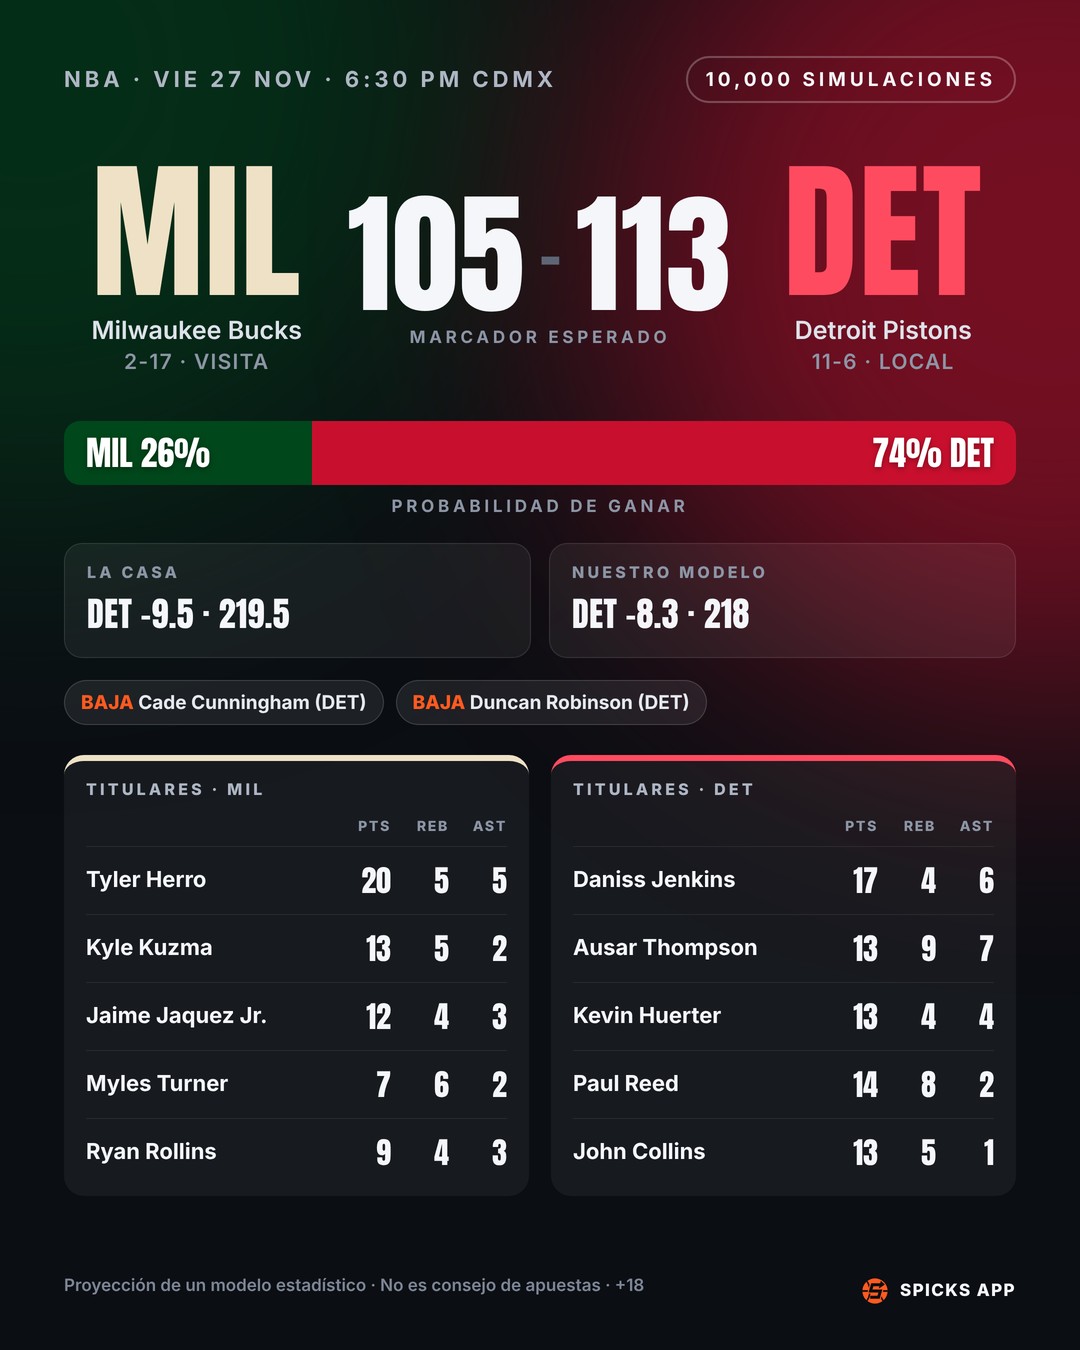 NBA · VIE 27 NOV · 6:30 PM CDMX
10,000 SIMULACIONES
MIL
105 - 113
DET
Milwaukee Bucks
2-17 · VISITA
MARCADOR ESPERADO
Detroit Pistons
11-6 · LOCAL
MIL 26%
74% DET
PROBABILIDAD DE GANAR
LA CASA
DET -9.5 · 219.5
NUESTRO MODELO
DET -8.3 · 218
BAJA Cade Cunningham (DET)
BAJA Duncan Robinson (DET)
TITULARES · MIL
PTS REB AST
Tyler Herro 20 5 5
Kyle Kuzma 13 5 2
Jaime Jaquez Jr. 12 4 3
Myles Turner 7 6 2
Ryan Rollins 9 4 3
TITULARES · DET
PTS REB AST
Daniss Jenkins 17 4 6
Ausar Thompson 13 9 7
Kevin Huerter 13 4 4
Paul Reed 14 8 2
John Collins 13 5 1
Proyección de un modelo estadístico · No es consejo de apuestas · +18
SPICKS APP